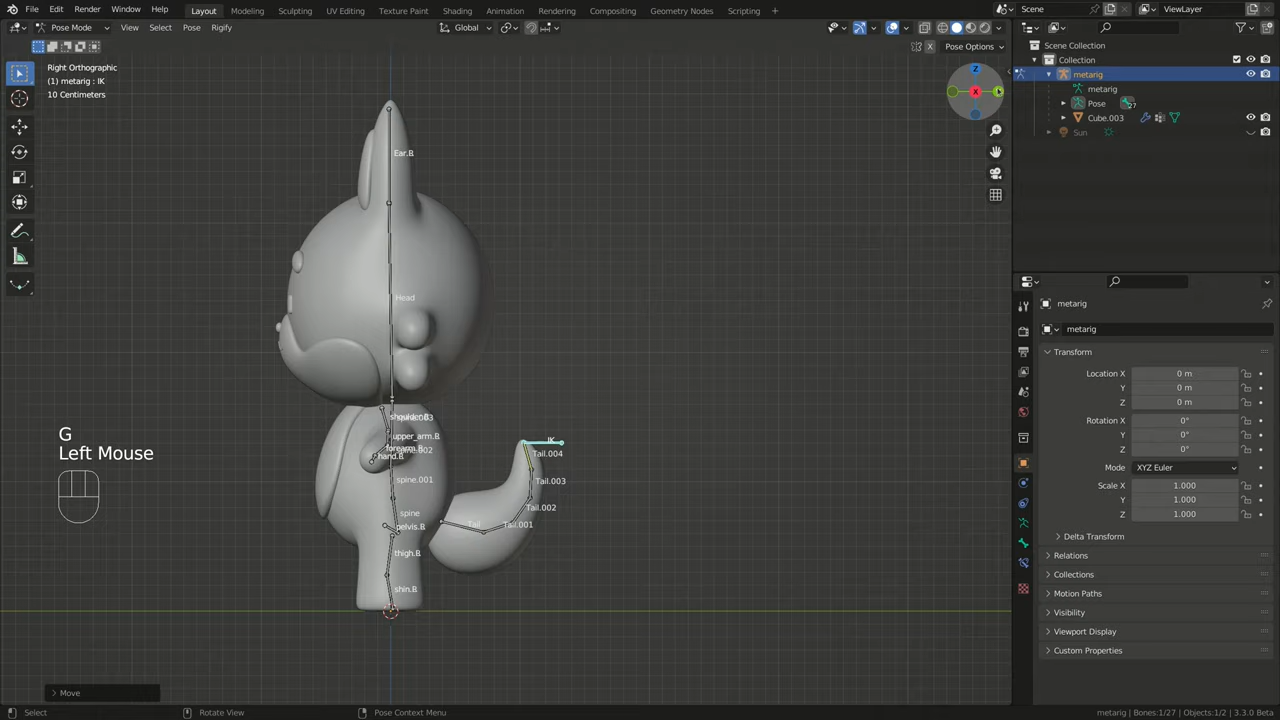 File Edit Render Window Help Layout Modeling Sculpting UV Editing Texture Paint Shading Animation Rendering Compositing Geometry Nodes Scripting + Scene ViewLayer
Pose Mode View Select Pose Rigify Global
X Pose Options
Right Orthographic
(1) metarig : IK
10 Centimeters
Z
X
Ear.R
Head
spine.003
upper_arm.R
spine.002
hand.R
spine.001
spine
pelvis.R
thigh.R
shin.R
IK
Tail.004
Tail.003
Tail.002
Tail Tail.001
G
Left Mouse
Move
Scene Collection
Collection
metarig
metarig
Pose 27
Cube.003
Sun
metarig
metarig
Transform
Location X 0 m
Y 0 m
Z 0 m
Rotation X 0°
Y 0°
Z 0°
Mode XYZ Euler
Scale X 1.000
Y 1.000
Z 1.000
Delta Transform
Relations
Collections
Motion Paths
Visibility
Viewport Display
Custom Properties
Select Rotate View Pose Context Menu metarig | Bones:1/27 | Objects:1/2 | 3.3.0 Beta